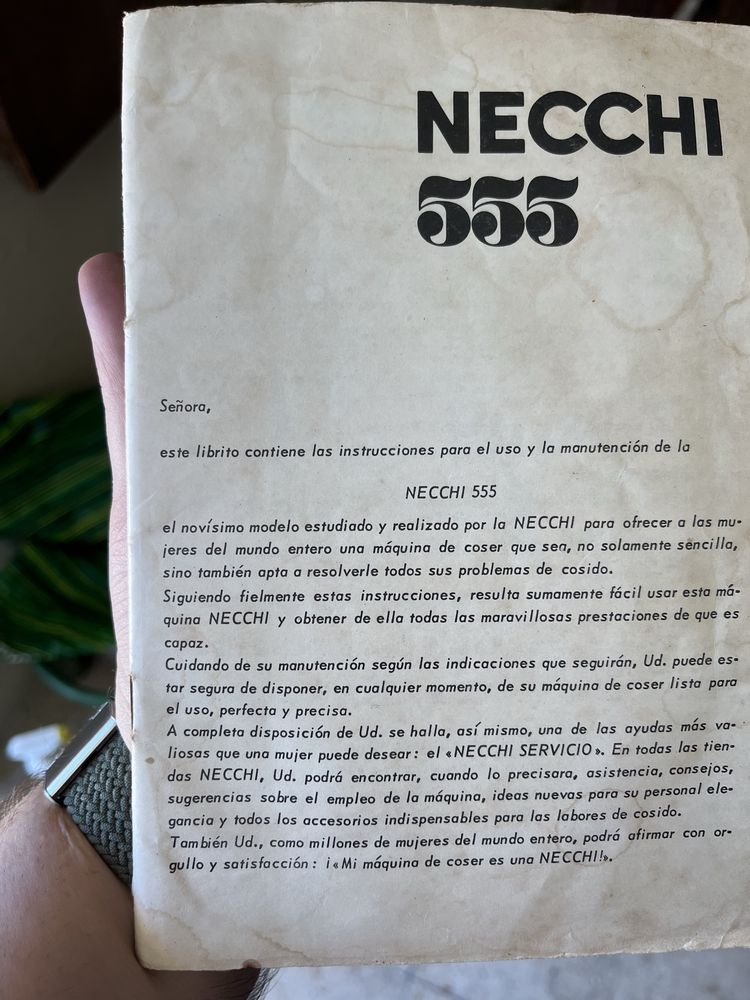 NECCHI
555
Señora,
este librito contiene las instrucciones para el uso y la manutención de la
NECCHI 555
el novísimo modelo estudiado y realizado por la NECCHI para ofrecer a las mu-
jeres del mundo entero una máquina de coser que sea, no solamente sencilla,
sino también apta a resolverle todos sus problemas de cosido.
Siguiendo fielmente estas instrucciones, resulta sumamente fácil usar esta má-
quina NECCHI y obtener de ella todas las maravillosas prestaciones de que es
capaz.
Cuidando de su manutención según las indicaciones que seguirán, Ud. puede es-
tar segura de disponer, en cualquier momento, de su máquina de coser lista para
el uso, perfecta y precisa.
A completa disposición de Ud. se halla, así mismo, una de las ayudas más va-
liosas que una mujer puede desear: el «NECCHI SERVICIO». En todas las tien-
das NECCHI, Ud. podrá encontrar, cuando lo precisara, asistencia, consejos,
sugerencias sobre el empleo de la máquina, ideas nuevas para su personal ele-
gancia y todos los accesorios indispensables para las labores de cosido.
También Ud., como millones de mujeres del mundo entero, podrá afirmar con or-
gullo y satisfacción: ¡«Mi máquina de coser es una NECCHI!».